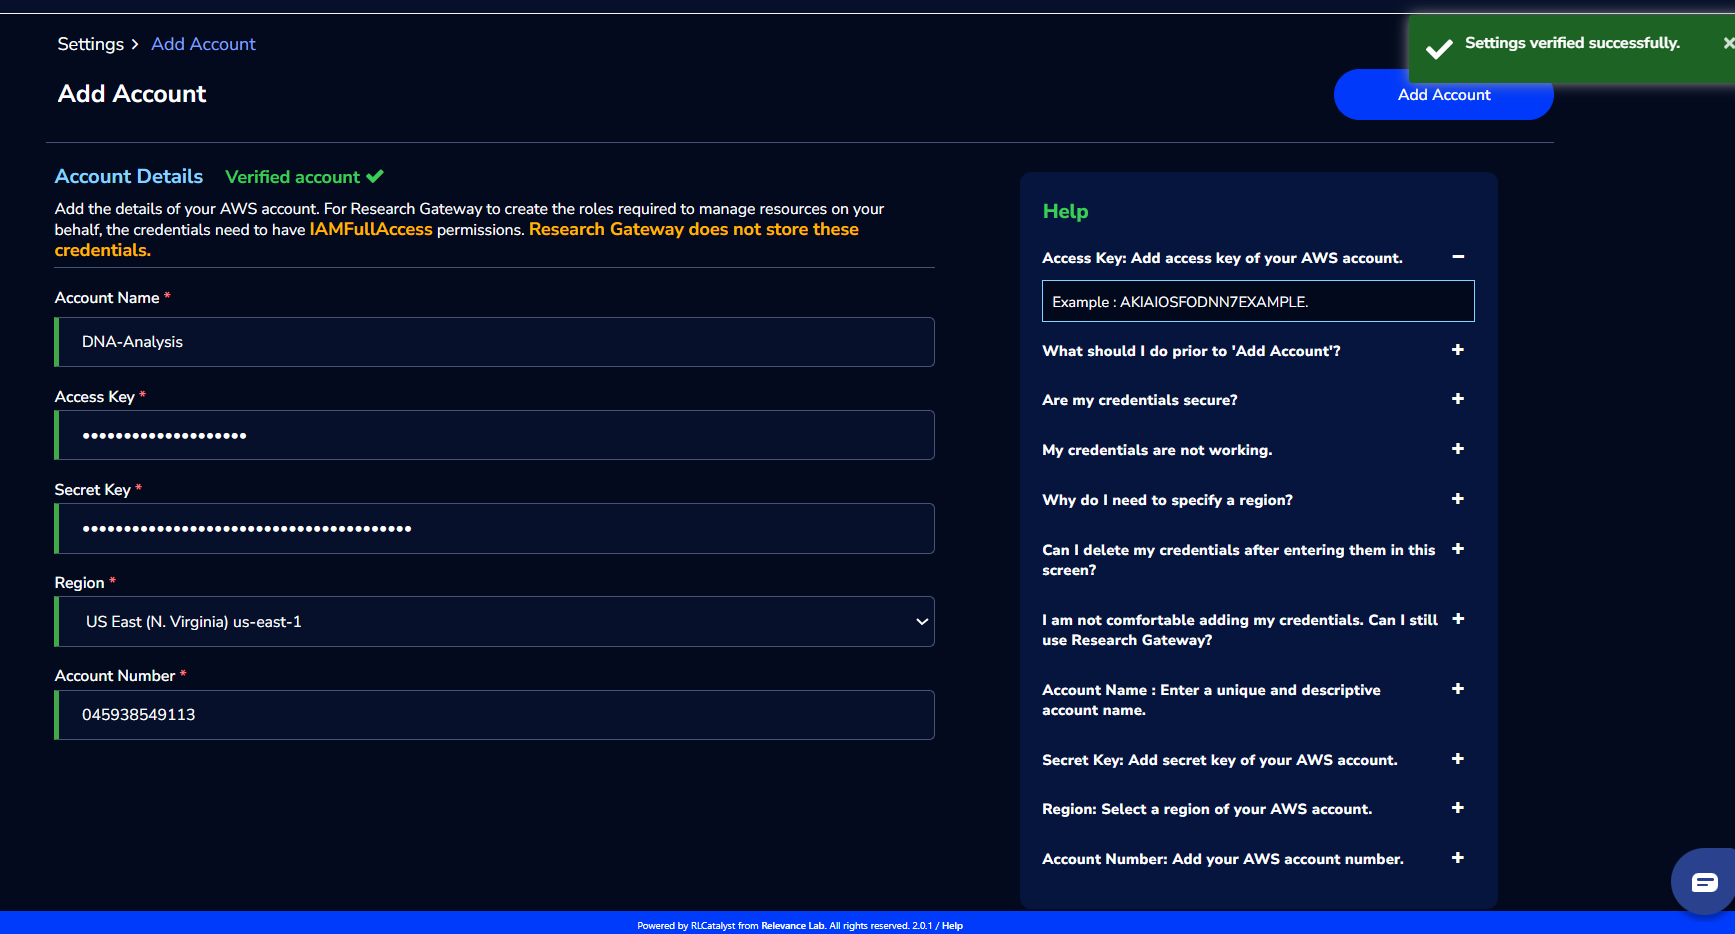 Settings > Add Account
Settings verified successfully.
Add Account
Add Account
Account Details Verified account
Add the details of your AWS account. For Research Gateway to create the roles required to manage resources on your
behalf, the credentials need to have IAMFullAccess permissions. Research Gateway does not store these
credentials.
Account Name *
DNA-Analysis
Access Key *
••••••••••••••••••••
Secret Key *
••••••••••••••••••••••••••••••••••••••••
Region *
US East (N. Virginia) us-east-1
Account Number *
045938549113
Help
Access Key: Add access key of your AWS account.
Example : AKIAIOSFODNN7EXAMPLE.
What should I do prior to 'Add Account'?
Are my credentials secure?
My credentials are not working.
Why do I need to specify a region?
Can I delete my credentials after entering them in this
screen?
I am not comfortable adding my credentials. Can I still
use Research Gateway?
Account Name : Enter a unique and descriptive
account name.
Secret Key: Add secret key of your AWS account.
Region: Select a region of your AWS account.
Account Number: Add your AWS account number.
Powered by RLCatalyst from Relevance Lab. All rights reserved. 2.0.1 / Help